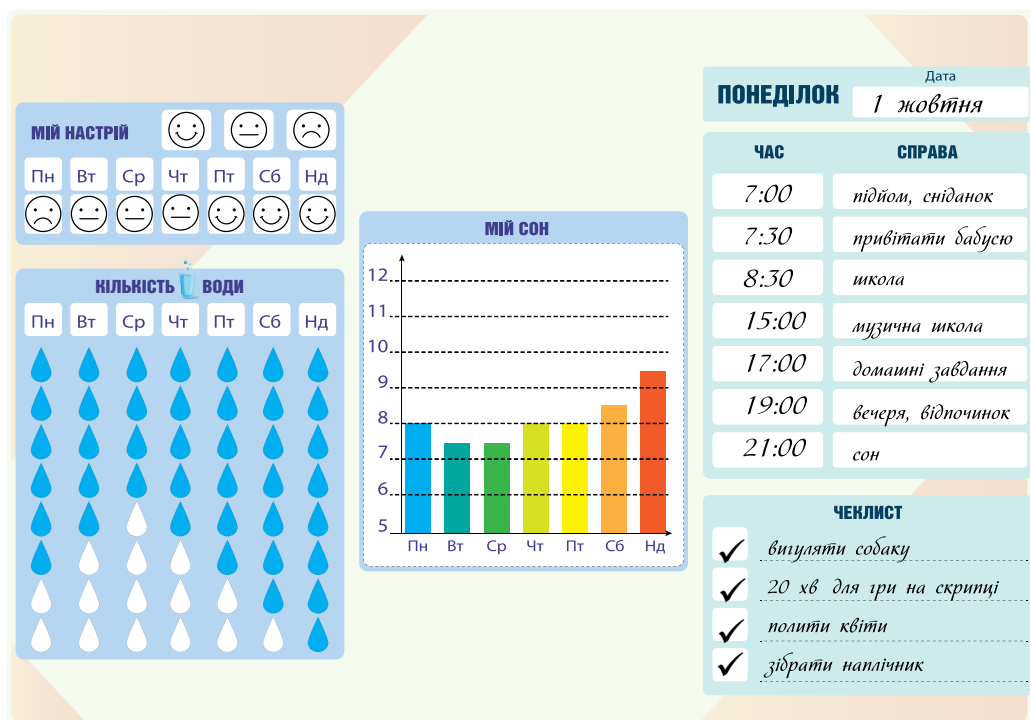 МІЙ НАСТРІЙ
Пн Вт Ср Чт Пт Сб Нд
КІЛЬКІСТЬ ВОДИ
Пн Вт Ср Чт Пт Сб Нд
МІЙ СОН
12
11
10
9
8
7
6
5
Пн Вт Ср Чт Пт Сб Нд
ПОНЕДІЛОК
Дата
1 жовтня
ЧАС СПРАВА
7:00 підйом, сніданок
7:30 привітати бабусю
8:30 школа
15:00 музична школа
17:00 домашні завдання
19:00 вечеря, відпочинок
21:00 сон
ЧЕКЛИСТ
вигуляти собаку
20 хв для гри на скрипці
полити квіти
зібрати наплічник